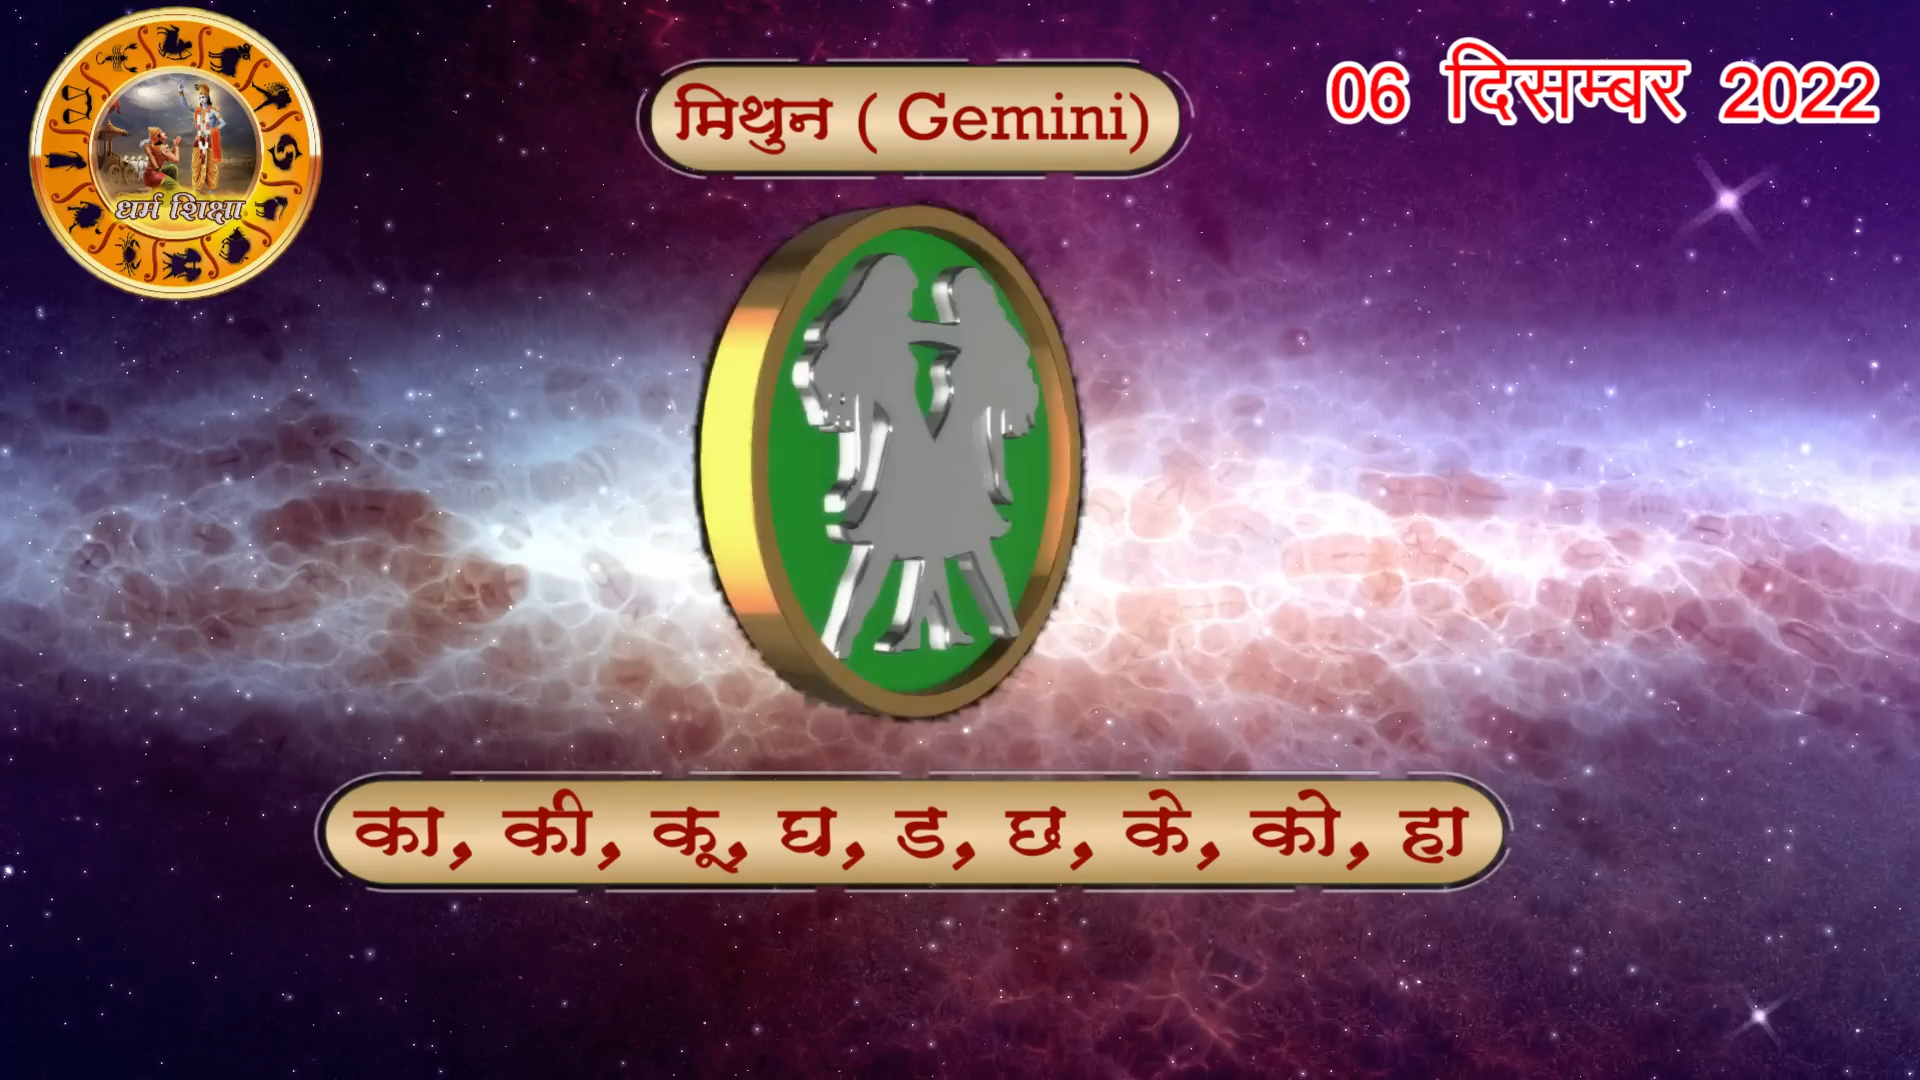 धर्म शिक्षा
मिथुन ( Gemini)
06 दिसम्बर 2022
का, की, कू, घ, ड, छ, के, को, हा